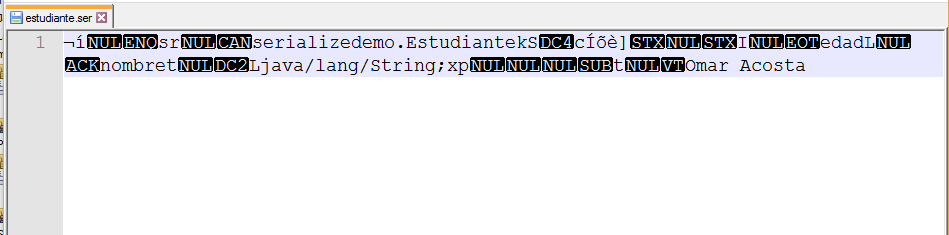 estudiante.ser
1 ¬íNULENQsrNULCANserializedemo.EstudiantekSDC4cÍõè]STXNULSTXINULEOTedadLNUL
ACKnombretNULDC2Ljava/lang/String;xpNULNULNULSUBtNULVTOmar Acosta